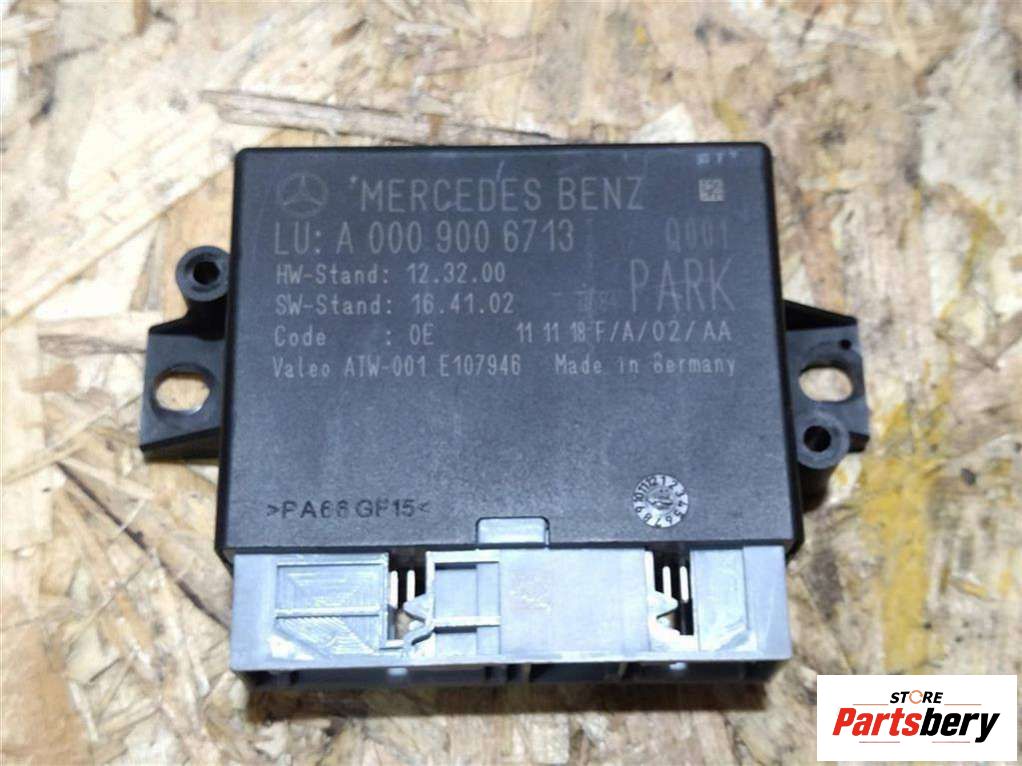 MERCEDES BENZ
LU: A 000 900 6713 Q001
HW-Stand: 12.32.00
SW-Stand: 16.41.02 PARK
Code : 0E 11 11 18 F/A/02/AA
Valeo ATW-001 E107946 Made in Germany
>PA66 GF15<
STORE
Partsbery